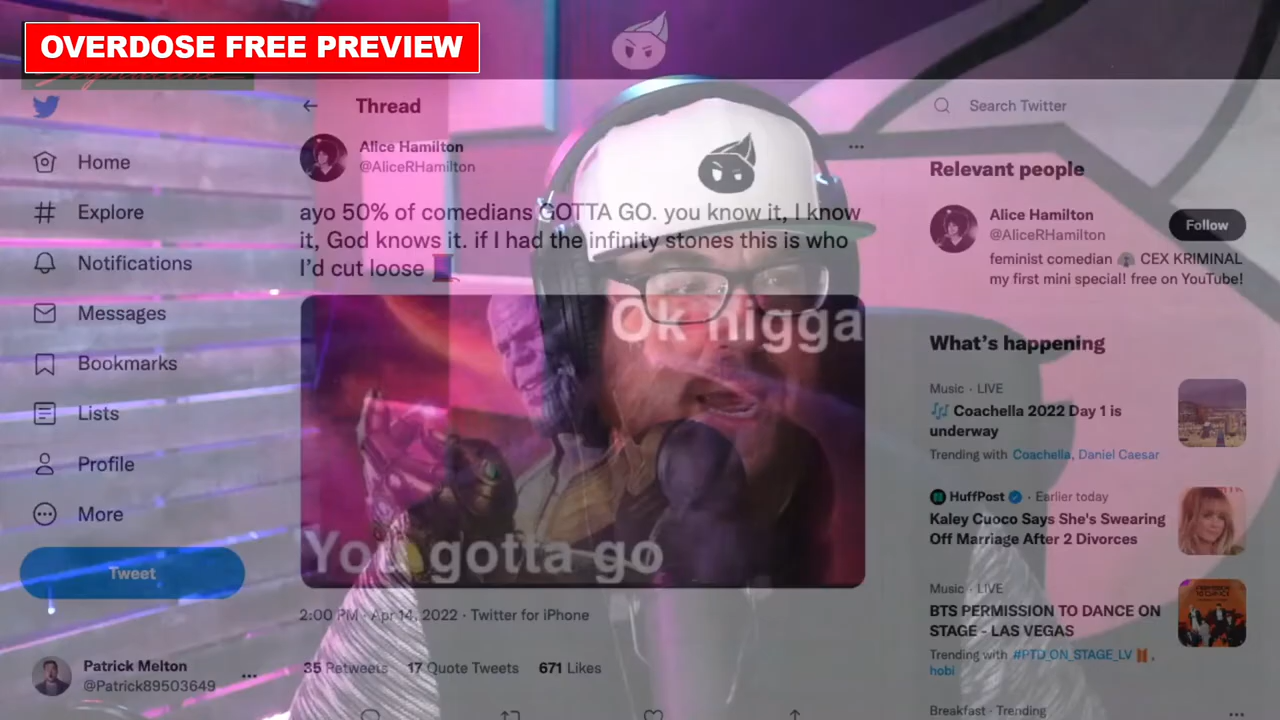 OVERDOSE FREE PREVIEW
Thread
Search Twitter
Home
Explore
Notifications
Messages
Bookmarks
Lists
Profile
More
Tweet
Patrick Melton
@Patrick89503649
Alice Hamilton
@AliceRHamilton
ayo 50% of comedians GOTTA GO. you know it, I know
it, God knows it. if I had the infinity stones this is who
I'd cut loose
Ok nigga
You gotta go
2:00 PM · Apr 14, 2022 · Twitter for iPhone
35 Retweets 17 Quote Tweets 671 Likes
Relevant people
Alice Hamilton
@AliceRHamilton
Follow
feminist comedian CEX KRIMINAL
my first mini special! free on YouTube!
What's happening
Music · LIVE
Coachella 2022 Day 1 is
underway
Trending with Coachella, Daniel Caesar
HuffPost · Earlier today
Kaley Cuoco Says She's Swearing
Off Marriage After 2 Divorces
Music · LIVE
BTS PERMISSION TO DANCE ON
STAGE - LAS VEGAS
Trending with #PTD_ON_STAGE_LV ,
hobi
Breakfast · Trending